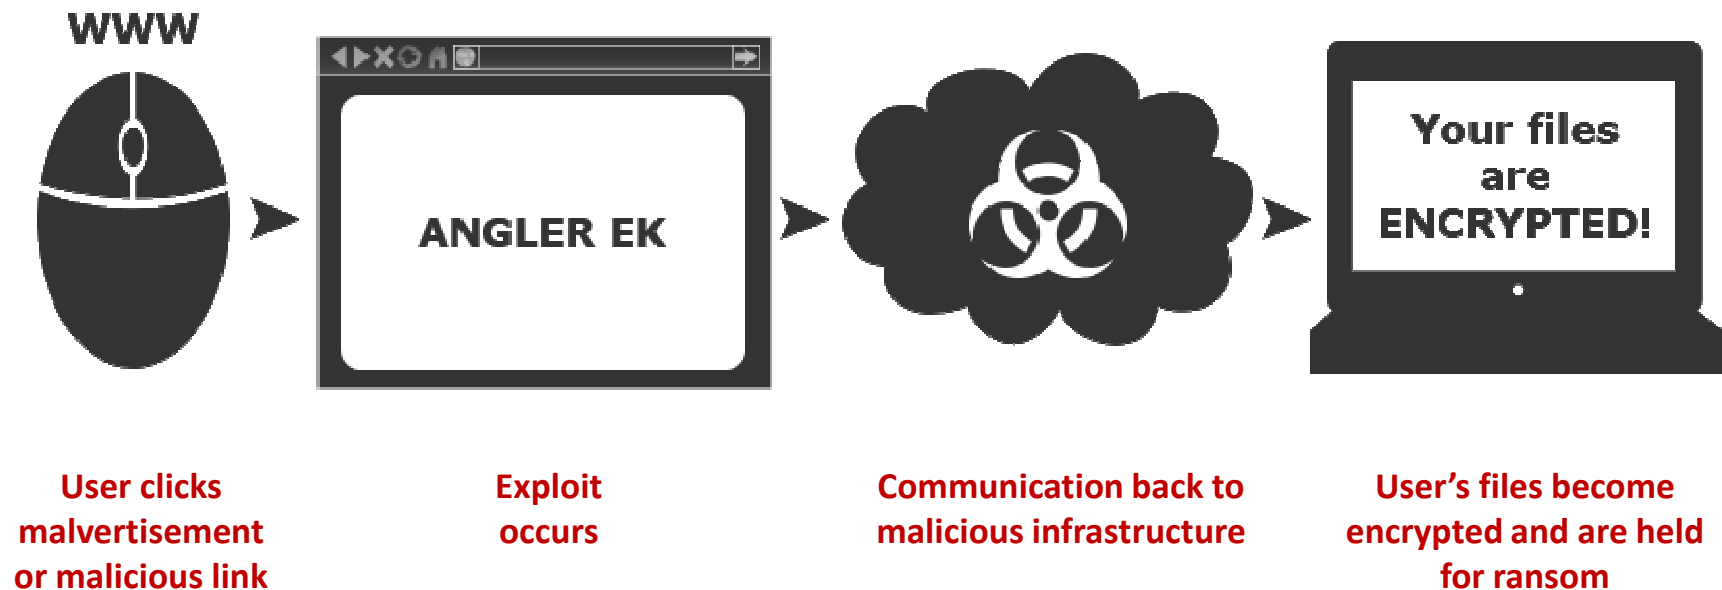 WWW
ANGLER EK
Your files
are
ENCRYPTED!
User clicks
malvertisement
or malicious link
Exploit
occurs
Communication back to
malicious infrastructure
User’s files become
encrypted and are held
for ransom